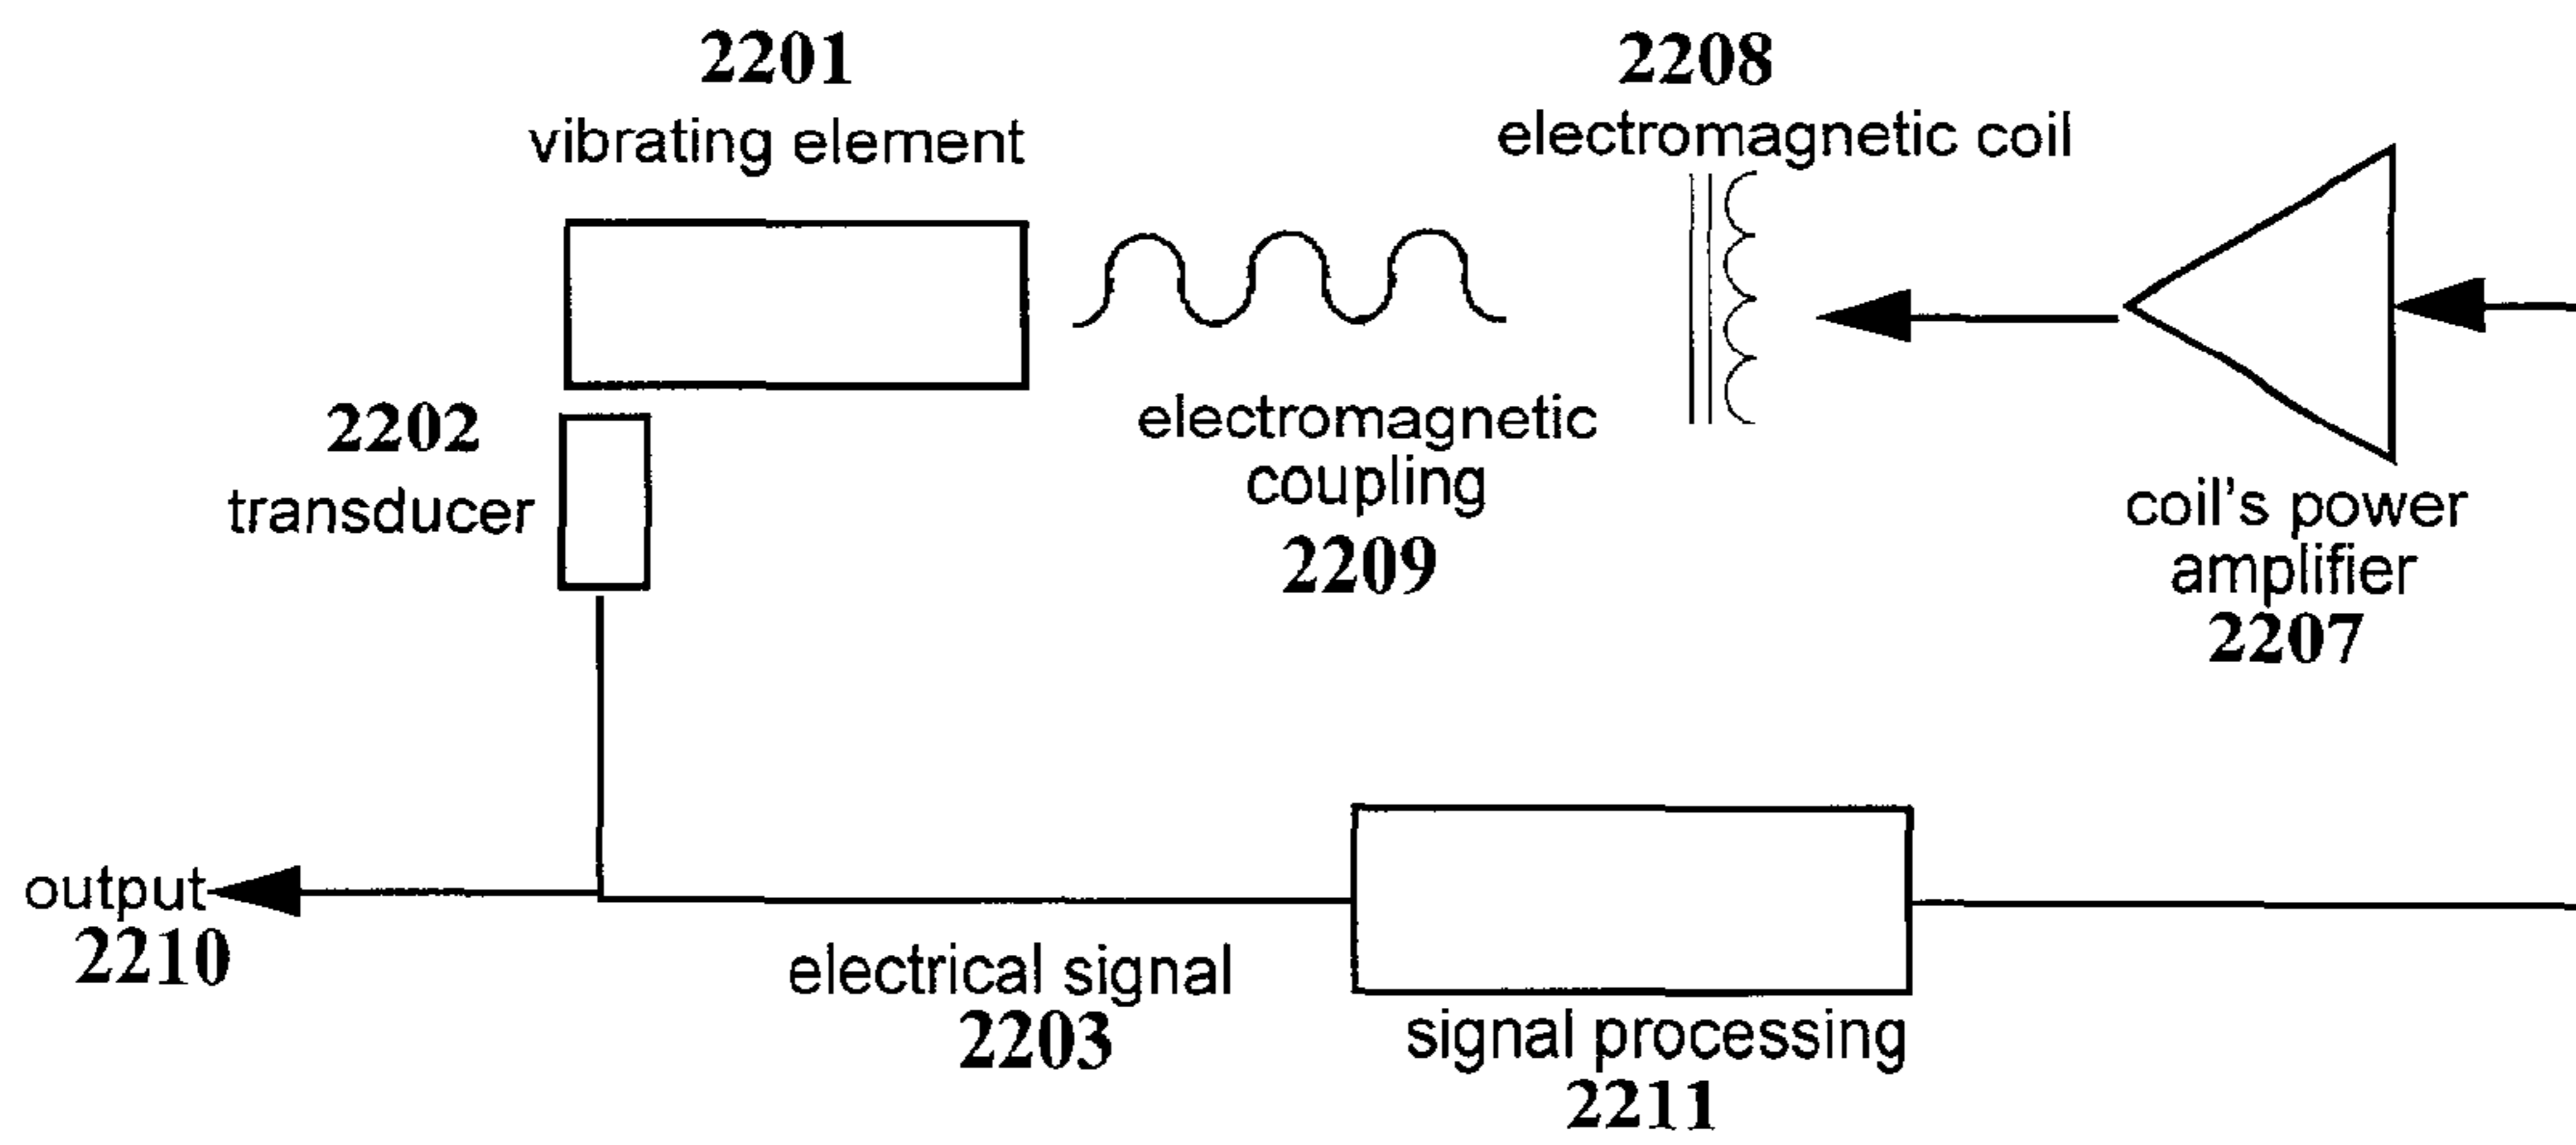 2201
vibrating element
2208
electromagnetic coil
2202
transducer
electromagnetic
coupling
2209
coil's power
amplifier
2207
output
2210
electrical signal
2203
signal processing
2211